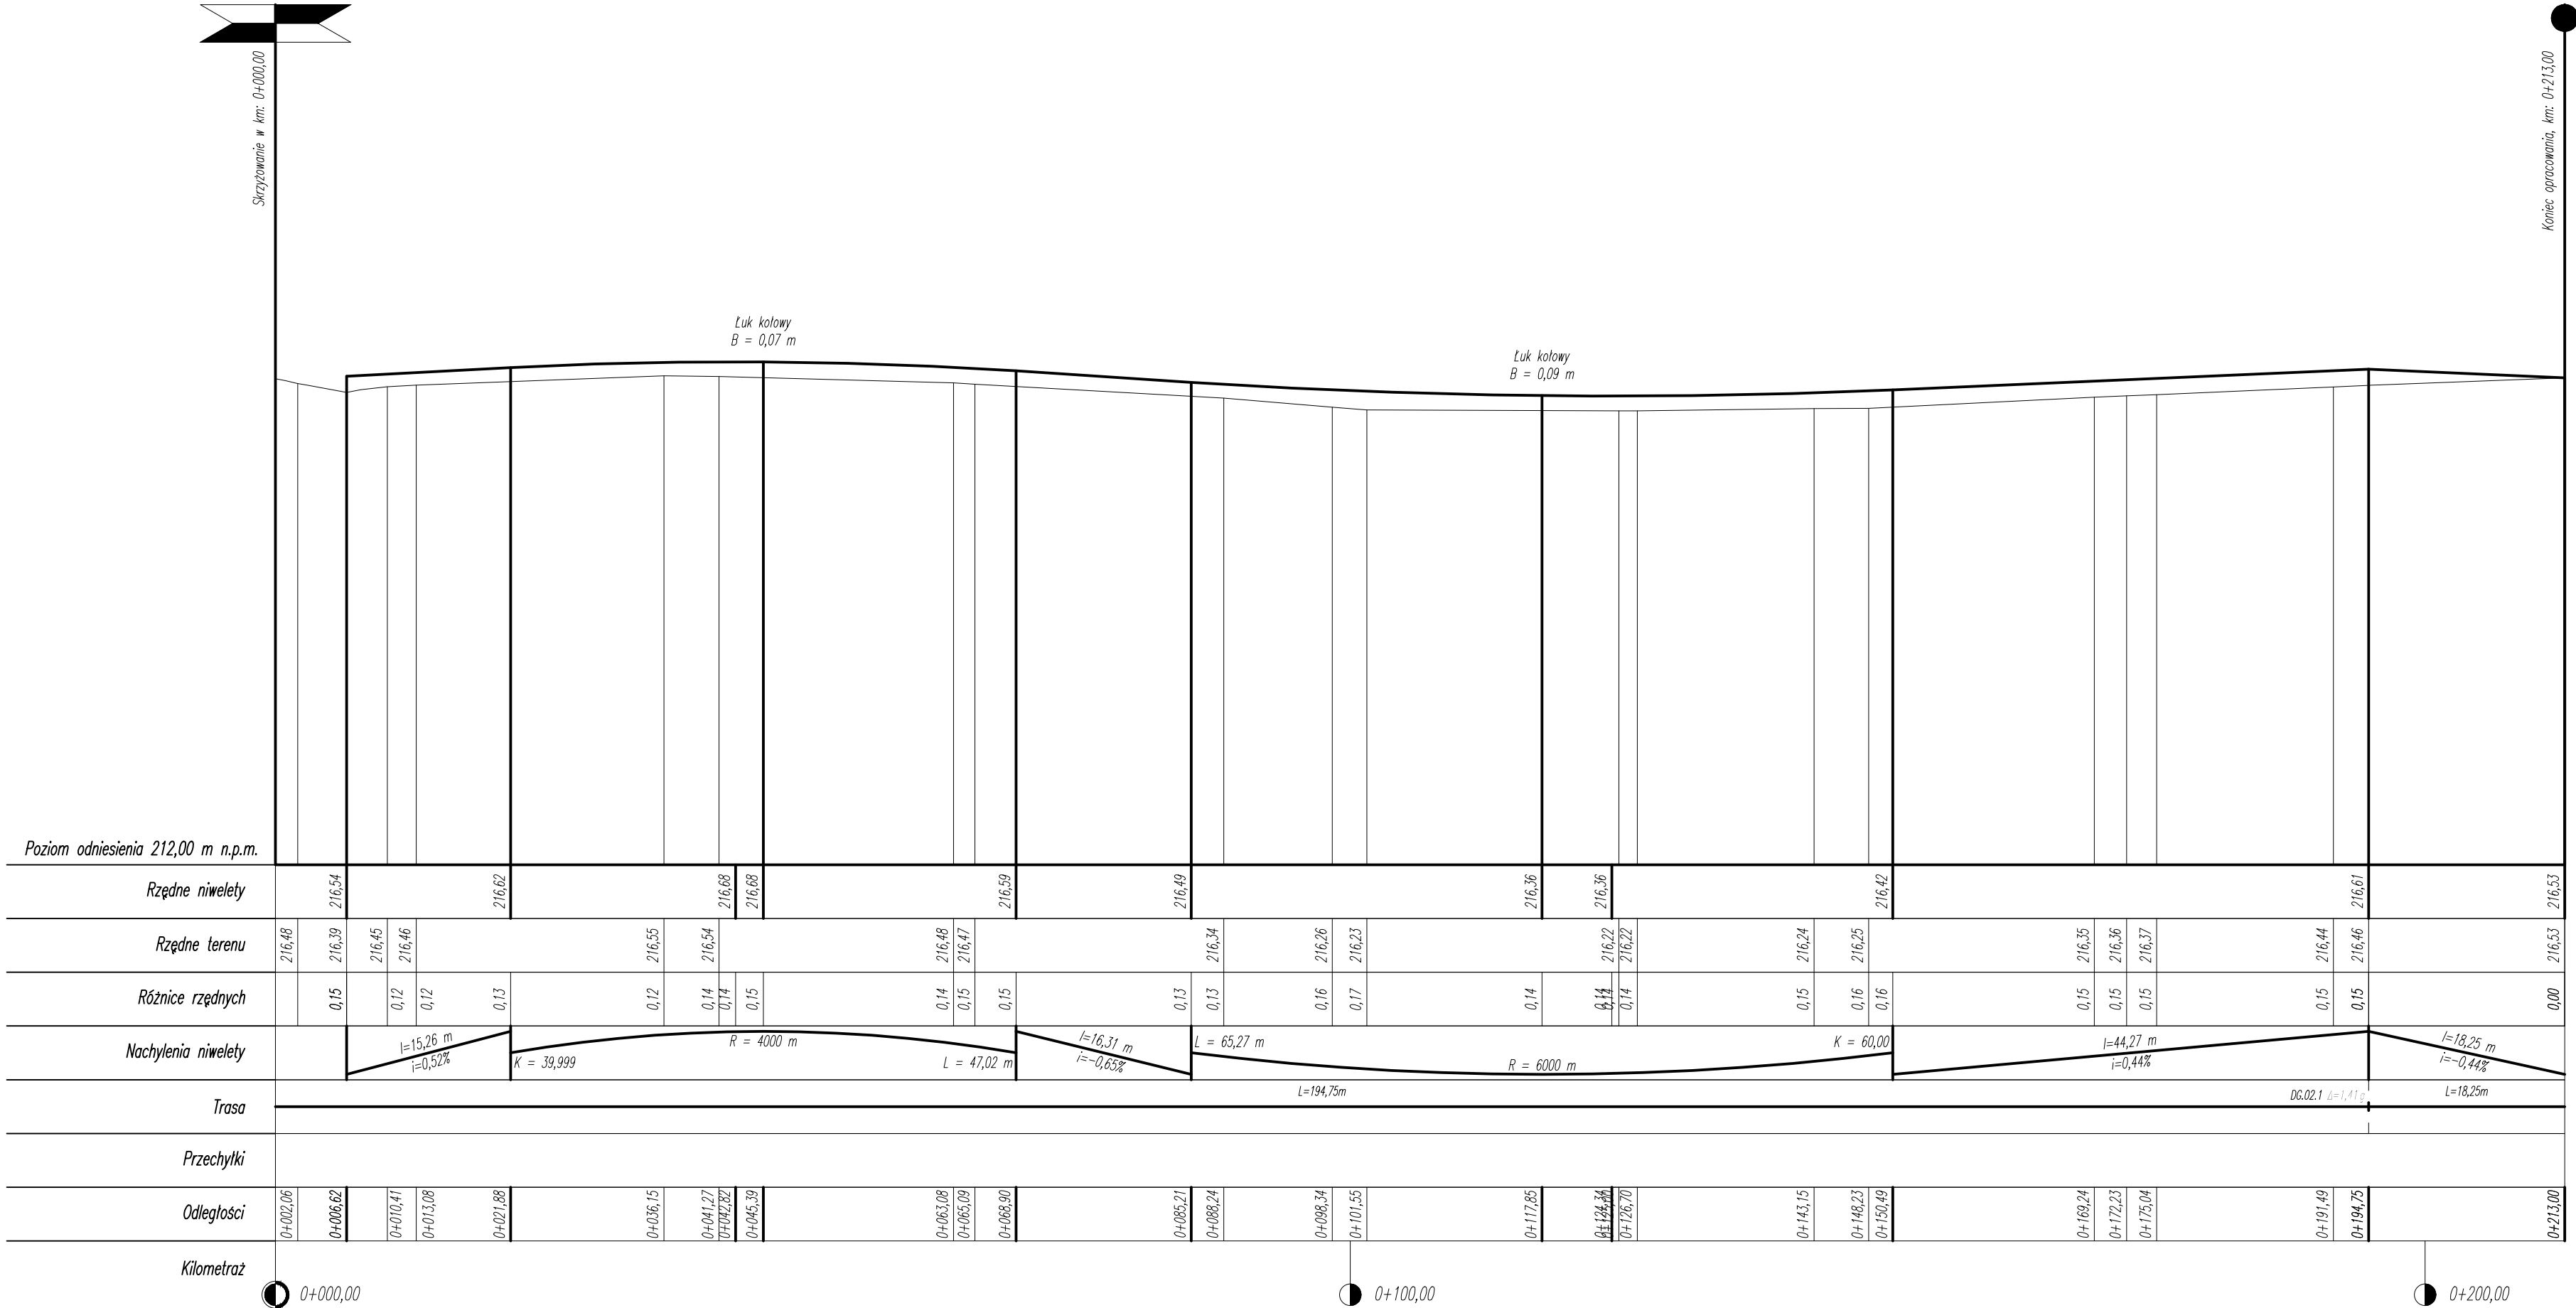 Skrzyżowanie w km: 0+000,00
Koniec opracowania, km: 0+213,00
Łuk kołowy
B = 0,07 m
Łuk kołowy
B = 0,09 m
Poziom odniesienia 212,00 m n.p.m.
Rzędne niwelety
216,54 216,62 216,68 216,68 216,59 216,49 216,36 216,36 216,42 216,61 216,53
Rzędne terenu
216,48 216,39 216,45 216,46 216,55 216,54 216,48 216,47 216,34 216,26 216,23 216,22 216,22 216,24 216,25 216,35 216,36 216,37 216,44 216,46 216,53
Różnice rzędnych
0,15 0,12 0,12 0,13 0,12 0,14 0,14 0,15 0,14 0,15 0,15 0,13 0,13 0,16 0,17 0,14 0,14 0,14 0,14 0,15 0,16 0,16 0,15 0,15 0,15 0,15 0,15 0,00
Nachylenia niwelety
l=15,26 m
i=0,52%
K = 39,999
R = 4000 m
L = 47,02 m
l=16,31 m
i=-0,65%
L = 65,27 m
R = 6000 m
K = 60,00
l=44,27 m
i=0,44%
l=18,25 m
i=-0,44%
Trasa
L=194,75m
DG.02.1 Δ=1,41g
L=18,25m
Przechyłki
Odległości
0+002,06 0+006,62 0+010,41 0+013,08 0+021,88 0+036,15 0+041,27 0+042,82 0+045,39 0+063,08 0+065,09 0+068,90 0+085,21 0+088,24 0+098,34 0+101,55 0+117,85 0+124,34 0+126,70 0+143,15 0+148,23 0+150,49 0+169,24 0+172,23 0+175,04 0+191,49 0+194,75 0+213,00
Kilometraż
0+000,00
0+100,00
0+200,00